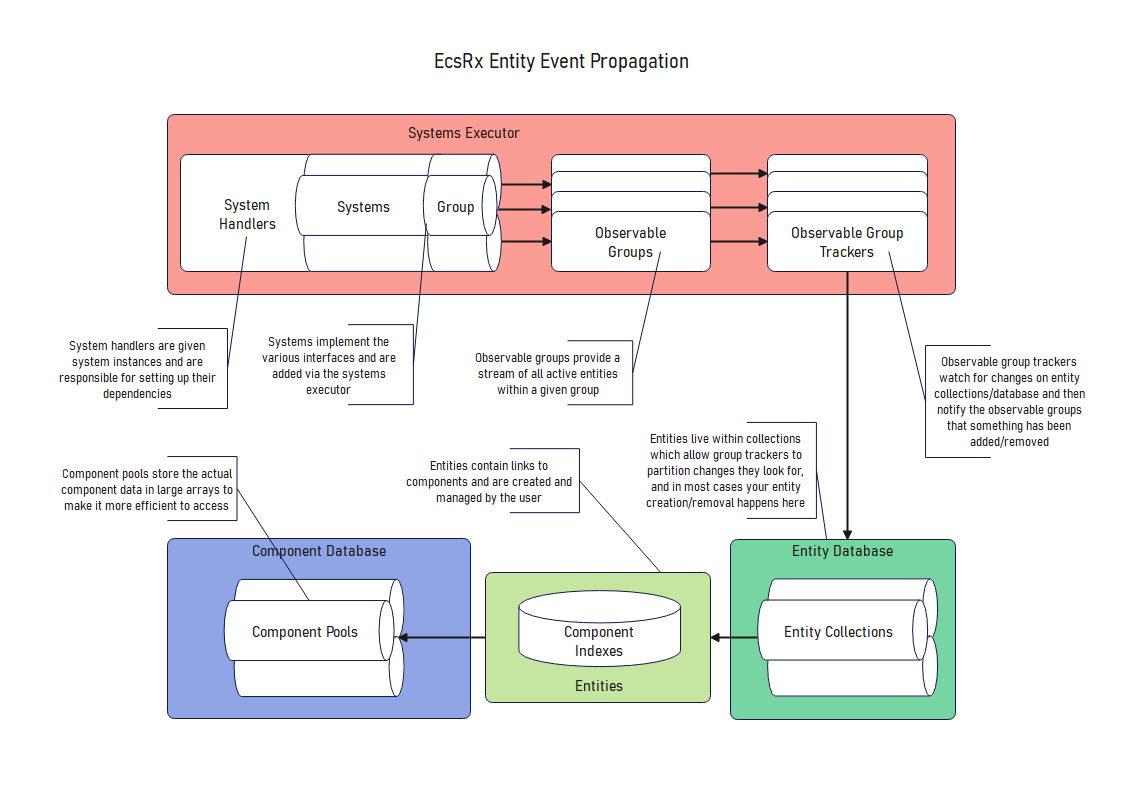 EcsRx Entity Event Propagation
Systems Executor
System
Handlers
Systems
Group
Observable
Groups
Observable Group
Trackers
System handlers are given
system instances and are
responsible for setting up their
dependencies
Systems implement the
various interfaces and are
added via the systems
executor
Observable groups provide a
stream of all active entities
within a given group
Observable group trackers
watch for changes on entity
collections/database and then
notify the observable groups
that something has been
added/removed
Component pools store the actual
component data in large arrays to
make it more efficient to access
Entities contain links to
components and are created and
managed by the user
Entities live within collections
which allow group trackers to
partition changes they look for,
and in most cases your entity
creation/removal happens here
Component Database
Component Pools
Component
Indexes
Entities
Entity Database
Entity Collections